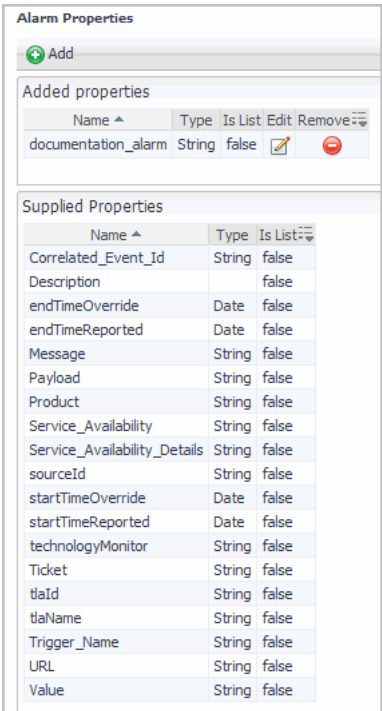 Alarm Properties
Add
Added properties
Name Type Is List Edit Remove
documentation_alarm String false
Supplied Properties
Name Type Is List
Correlated_Event_Id String false
Description false
endTimeOverride Date false
endTimeReported Date false
Message String false
Payload String false
Product String false
Service_Availability String false
Service_Availability_Details String false
sourceId String false
startTimeOverride Date false
startTimeReported Date false
technologyMonitor String false
Ticket String false
tlaId String false
tlaName String false
Trigger_Name String false
URL String false
Value String false